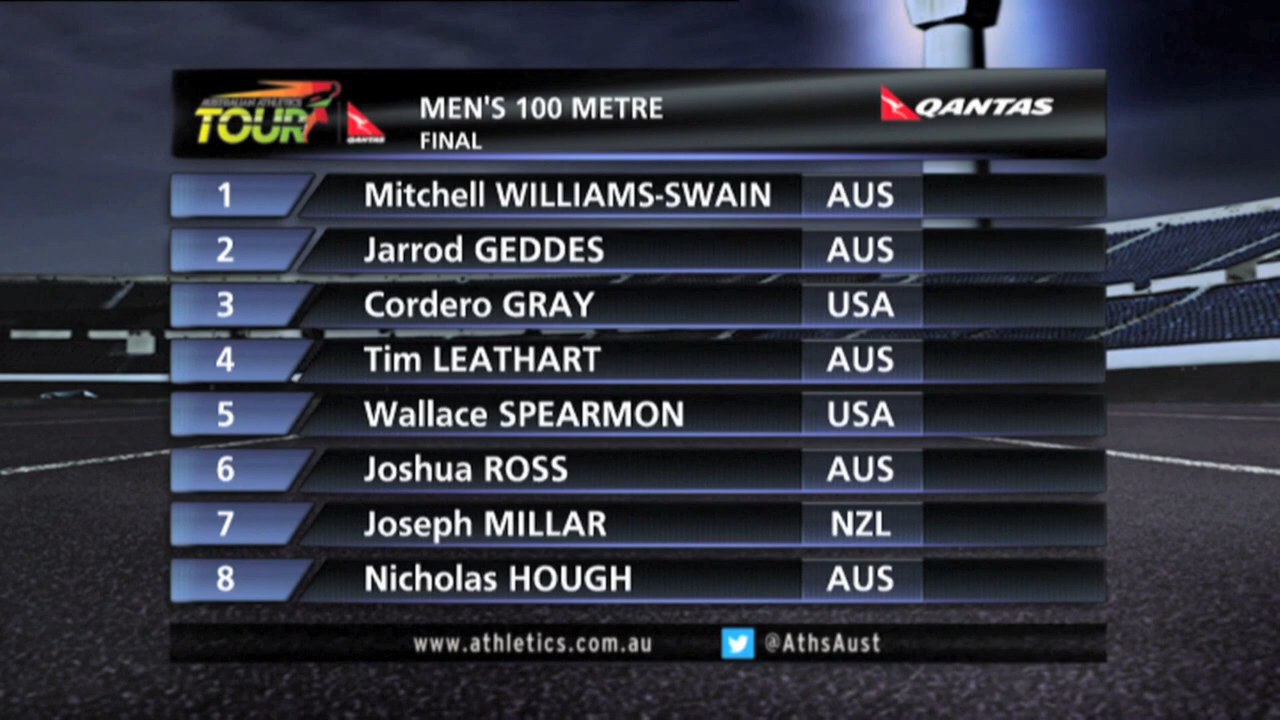 AUSTRALIAN ATHLETICS
TOUR
QANTAS
MEN'S 100 METRE
FINAL
QANTAS
1 Mitchell WILLIAMS-SWAIN AUS
2 Jarrod GEDDES AUS
3 Cordero GRAY USA
4 Tim LEATHART AUS
5 Wallace SPEARMON USA
6 Joshua ROSS AUS
7 Joseph MILLAR NZL
8 Nicholas HOUGH AUS
www.athletics.com.au @AthsAust